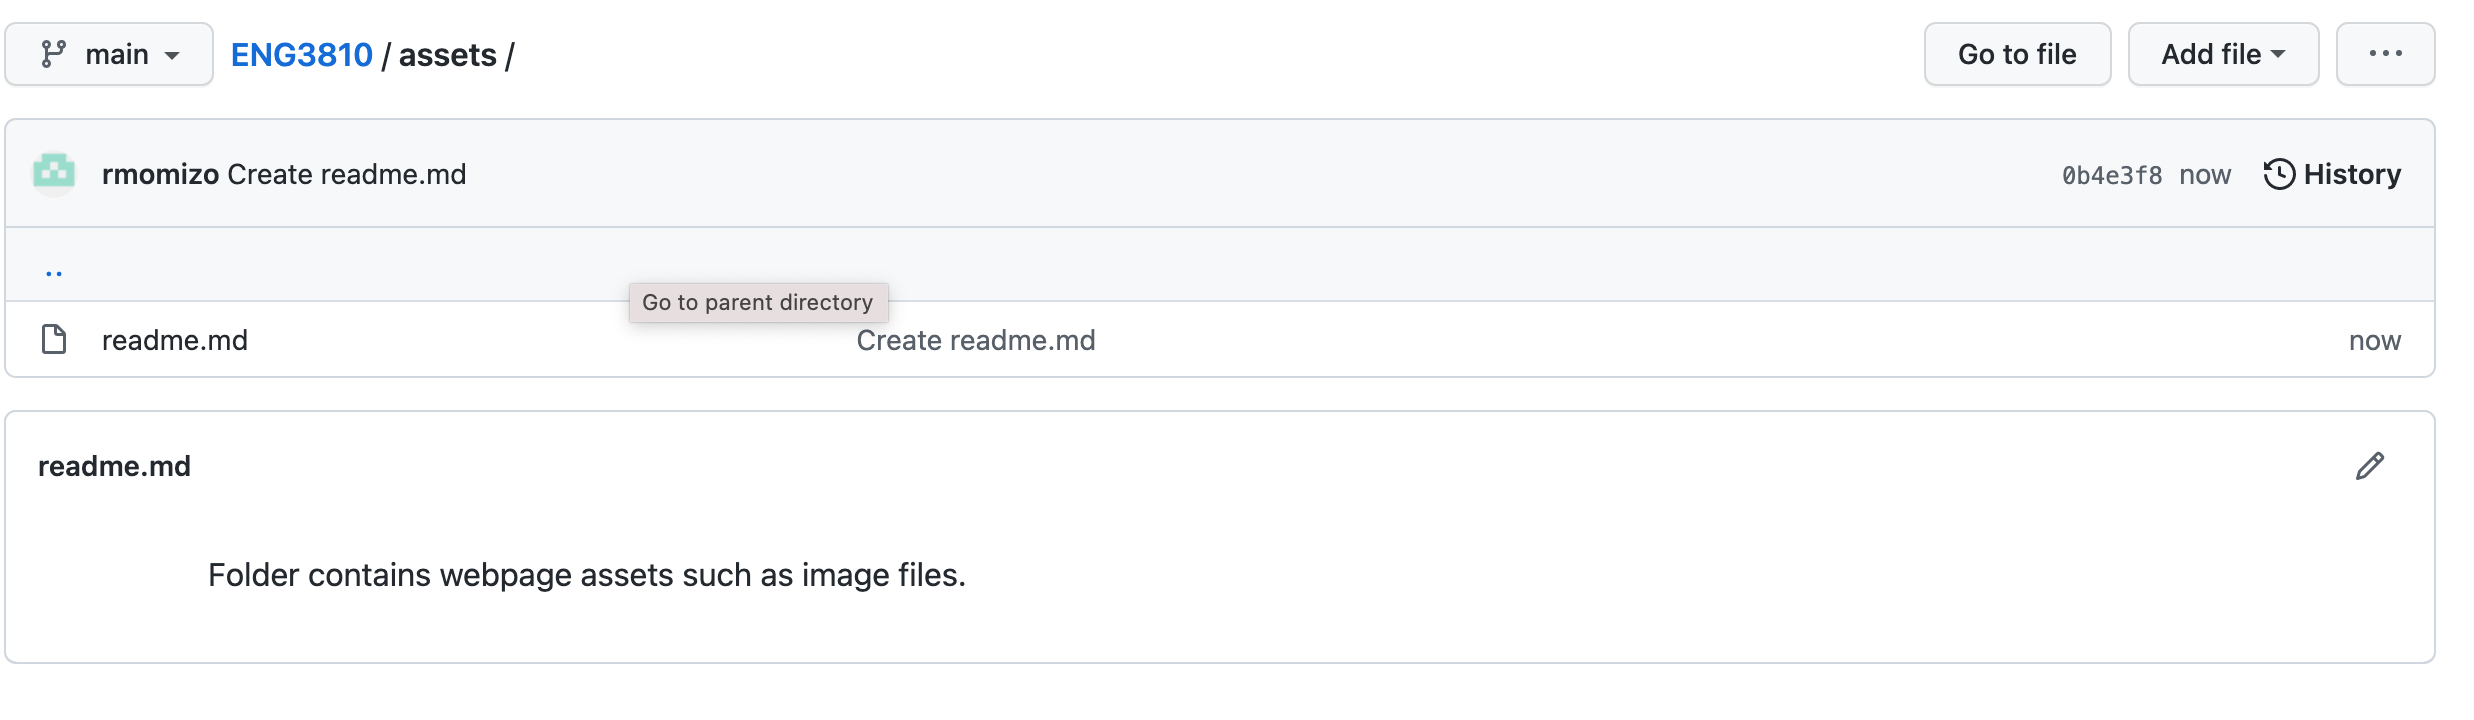 main ENG3810 / assets / Go to file Add file ...
rmomizo Create readme.md 0b4e3f8 now History
..
Go to parent directory
readme.md Create readme.md now
readme.md
Folder contains webpage assets such as image files.